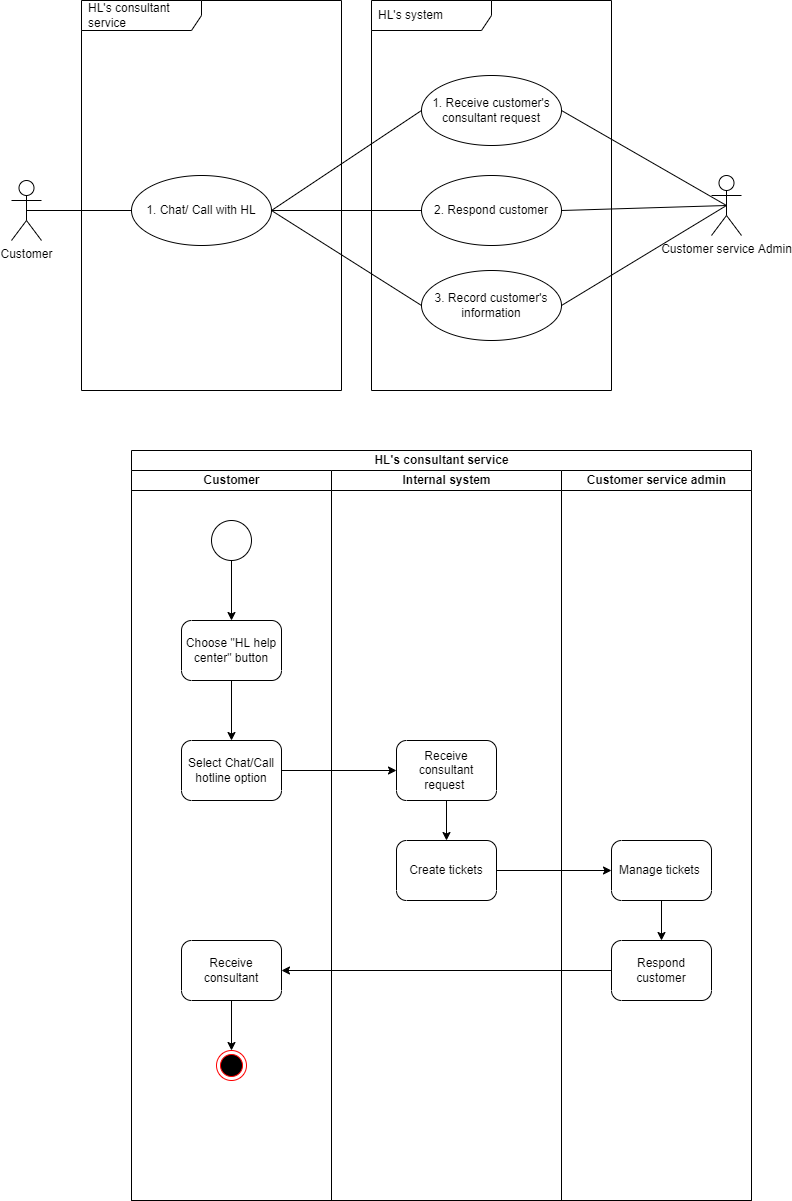 HL's consultant
service
HL's system
1. Receive customer's
consultant request
1. Chat/ Call with HL
2. Respond customer
Customer
Customer service Admin
3. Record customer's
information
HL's consultant service
Customer
Internal system
Customer service admin
Choose "HL help
center" button
Select Chat/Call
hotline option
Receive
consultant
request
Create tickets
Manage tickets
Receive
consultant
Respond
customer